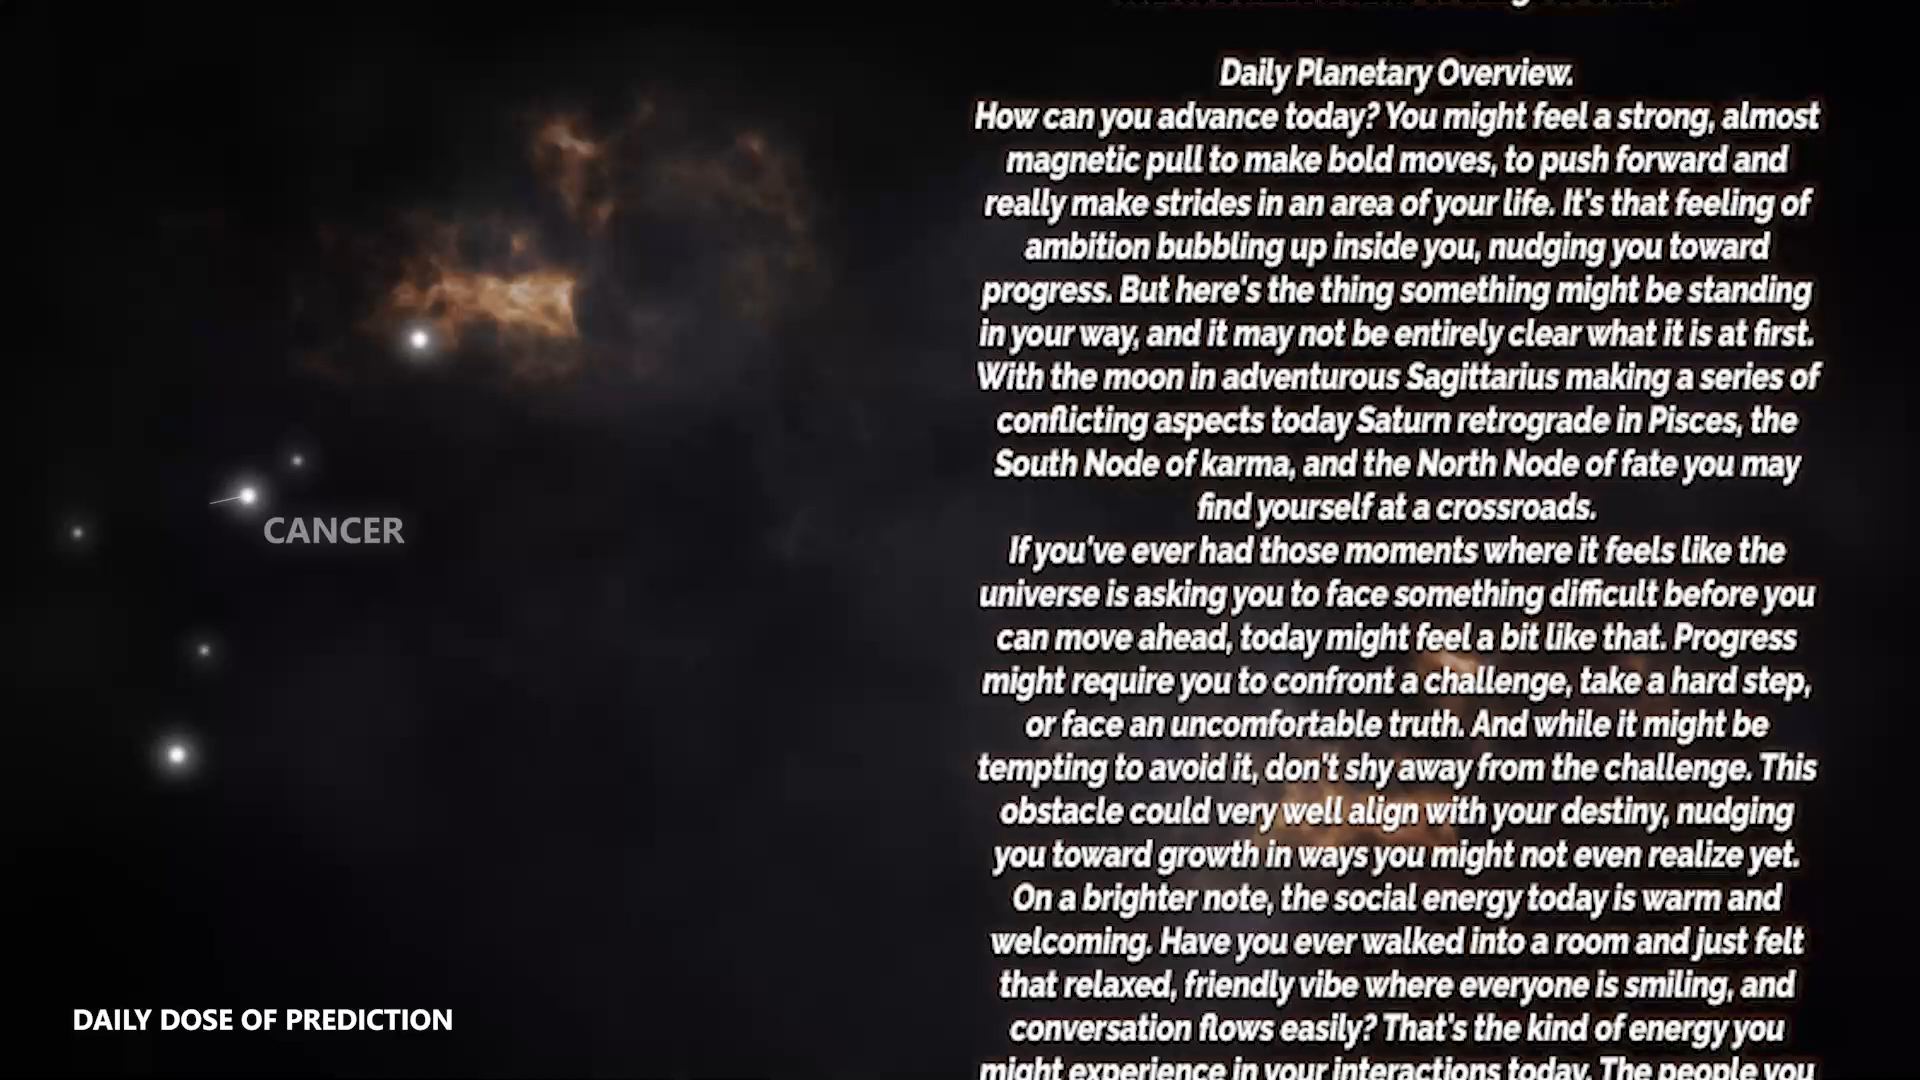 Daily Planetary Overview.
How can you advance today? You might feel a strong, almost
magnetic pull to make bold moves, to push forward and
really make strides in an area of your life. It's that feeling of
ambition bubbling up inside you, nudging you toward
progress. But here's the thing something might be standing
in your way, and it may not be entirely clear what it is at first.
With the moon in adventurous Sagittarius making a series of
conflicting aspects today Saturn retrograde in Pisces, the
South Node of karma, and the North Node of fate you may
find yourself at a crossroads.
If you've ever had those moments where it feels like the
universe is asking you to face something difficult before you
can move ahead, today might feel a bit like that. Progress
might require you to confront a challenge, take a hard step,
or face an uncomfortable truth. And while it might be
tempting to avoid it, don't shy away from the challenge. This
obstacle could very well align with your destiny, nudging
you toward growth in ways you might not even realize yet.
On a brighter note, the social energy today is warm and
welcoming. Have you ever walked into a room and just felt
that relaxed, friendly vibe where everyone is smiling, and
conversation flows easily? That's the kind of energy you
might experience in your interactions today. The people you
CANCER
DAILY DOSE OF PREDICTION